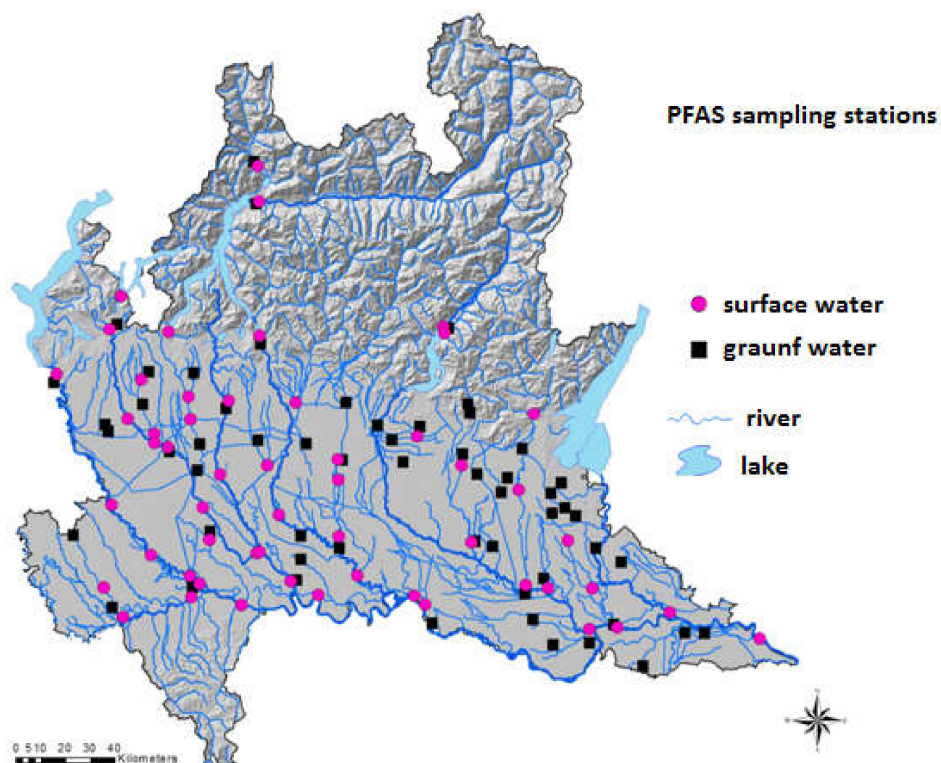 PFAS sampling stations
surface water
graunf water
river
lake
0 5 10 20 30 40
Kilometers